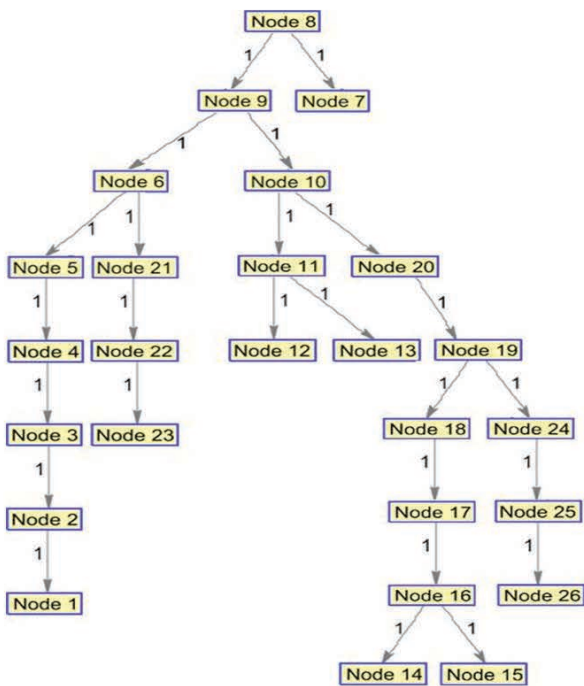 Node 8
1 1
Node 9 Node 7
1 1
Node 6 Node 10
1 1 1 1
Node 5 Node 21 Node 11 Node 20
1 1 1 1 1
Node 4 Node 22 Node 12 Node 13 Node 19
1 1 1 1
Node 3 Node 23 Node 18 Node 24
1 1 1
Node 2 Node 17 Node 25
1 1 1
Node 1 Node 16 Node 26
1 1
Node 14 Node 15